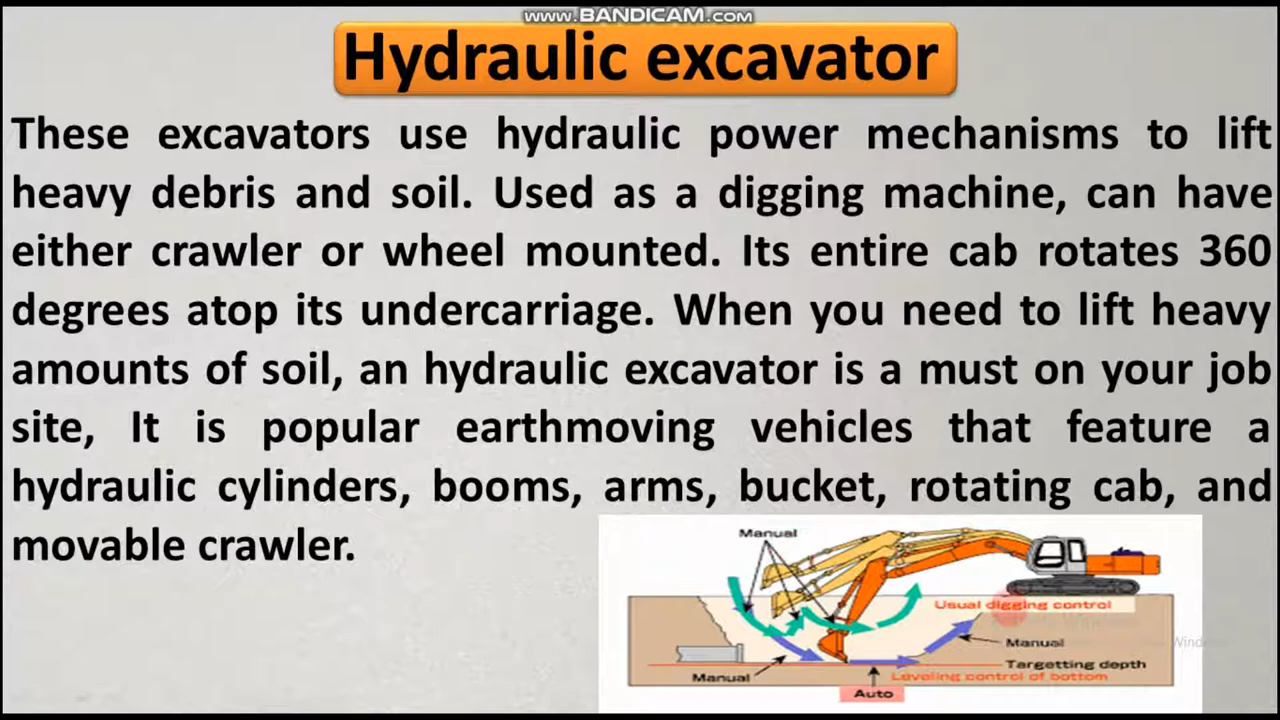 www.BANDICAM.com
Hydraulic excavator
These excavators use hydraulic power mechanisms to lift
heavy debris and soil. Used as a digging machine, can have
either crawler or wheel mounted. Its entire cab rotates 360
degrees atop its undercarriage. When you need to lift heavy
amounts of soil, an hydraulic excavator is a must on your job
site, It is popular earthmoving vehicles that feature a
hydraulic cylinders, booms, arms, bucket, rotating cab, and
movable crawler.
Manual
Usual digging control
Manual
Targetting depth
Manual
Leveling control of bottom
Auto